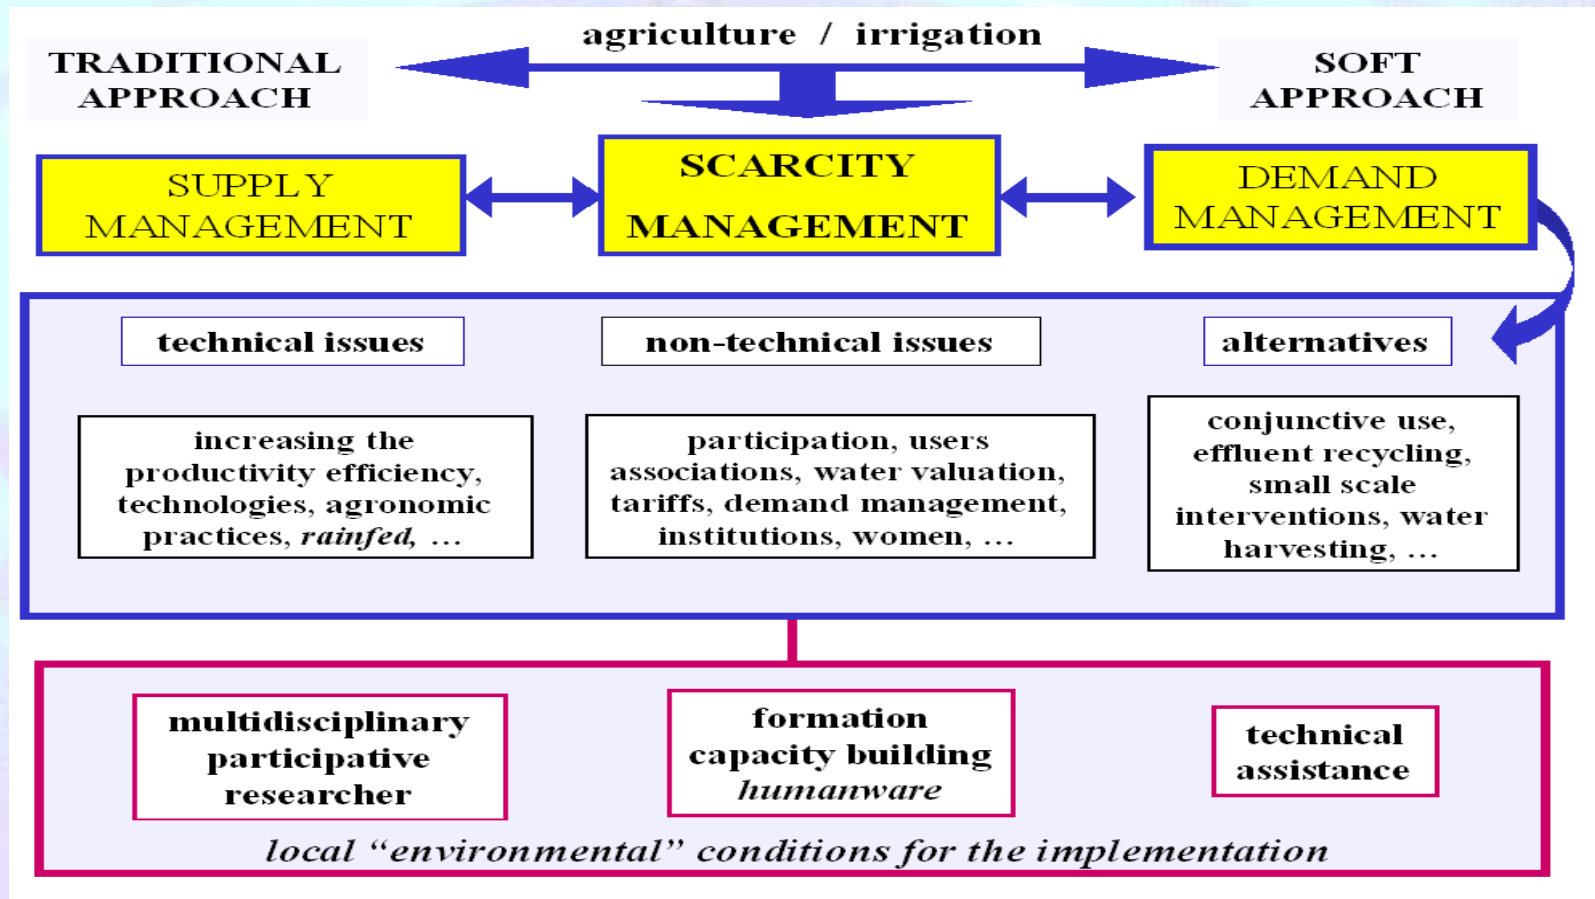 agriculture / irrigation
TRADITIONAL
APPROACH
SOFT
APPROACH
SUPPLY
MANAGEMENT
SCARCITY
MANAGEMENT
DEMAND
MANAGEMENT
technical issues
non-technical issues
alternatives
increasing the
productivity efficiency,
technologies, agronomic
practices, rainfed, …
participation, users
associations, water valuation,
tariffs, demand management,
institutions, women, …
conjunctive use,
effluent recycling,
small scale
interventions, water
harvesting, …
multidisciplinary
participative
researcher
formation
capacity building
humanware
technical
assistance
local “environmental” conditions for the implementation